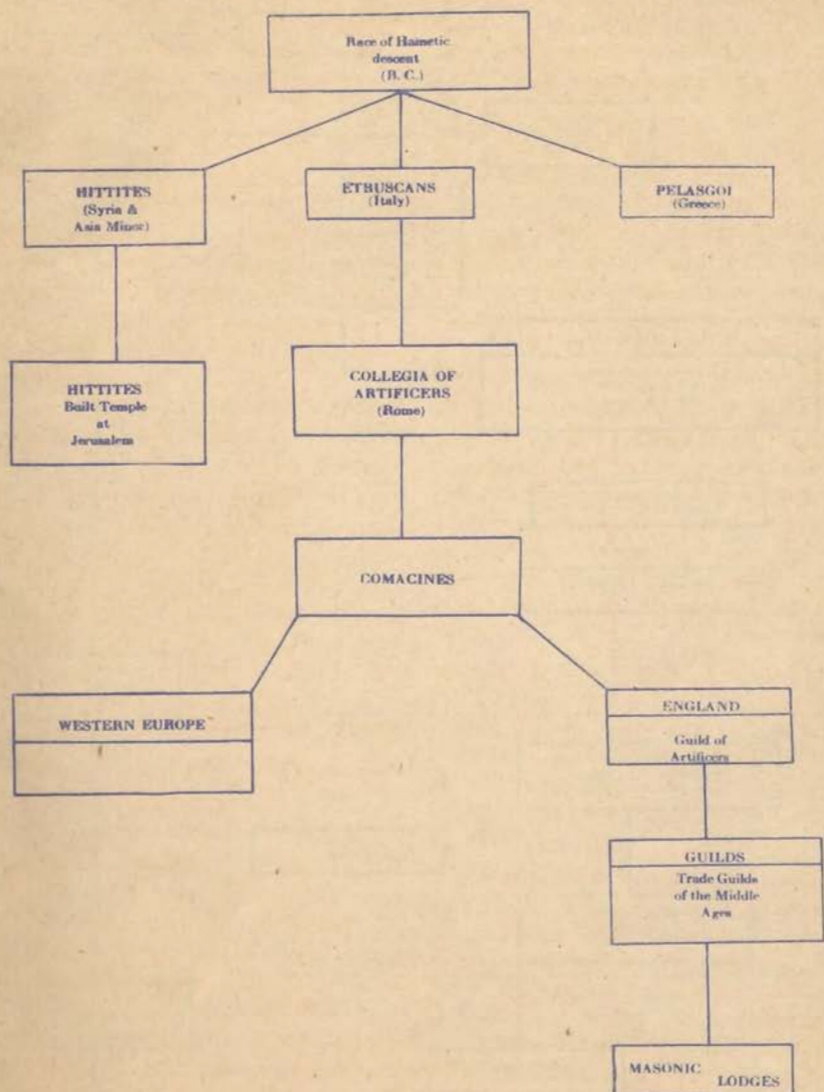 Race of Hametic
descent
(B. C.)
HITTITES
(Syria &
Asia Minor)
ETRUSCANS
(Italy)
PELASGOI
(Greece)
HITTITES
Built Temple
at
Jerusalem
COLLEGIA OF
ARTIFICERS
(Rome)
COMACINES
WESTERN EUROPE
ENGLAND
Guild of
Artificers
GUILDS
Trade Guilds
of the Middle
Ages
MASONIC
LODGES